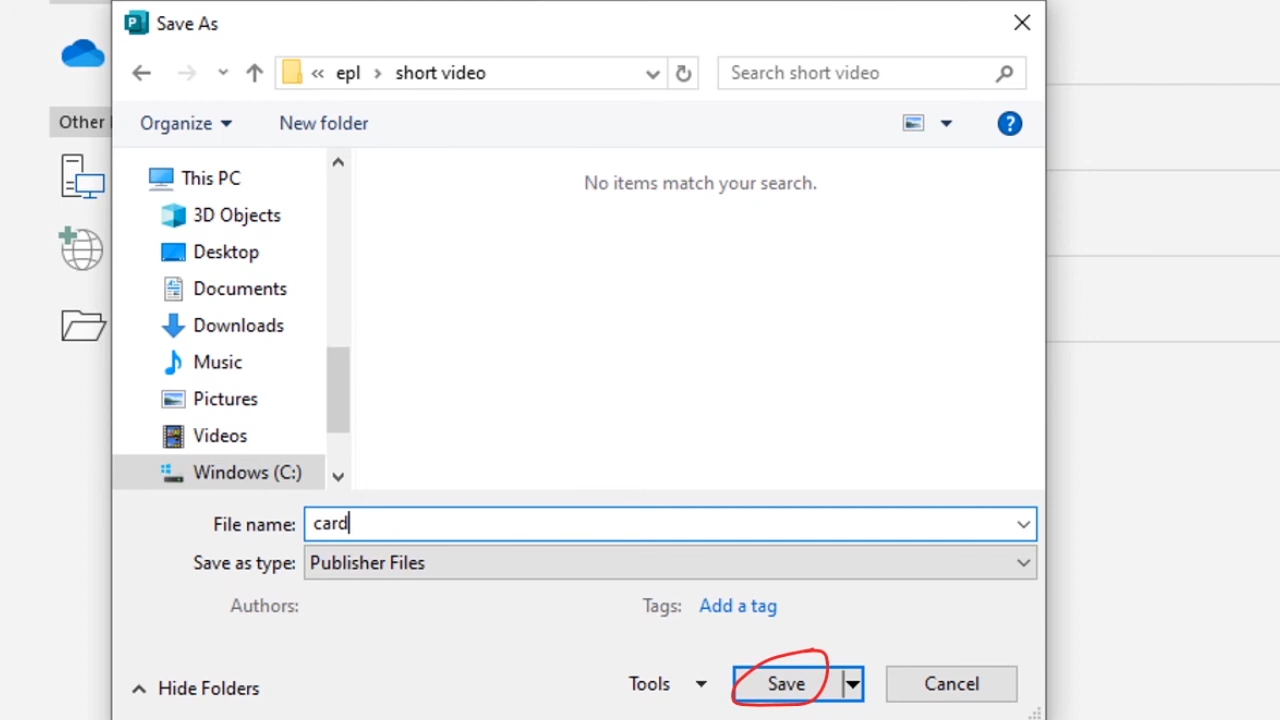 Save As
« epl › short video
Search short video
Organize
New folder
?
Other
This PC
3D Objects
Desktop
Documents
Downloads
Music
Pictures
Videos
Windows (C:)
No items match your search.
File name: card
Save as type: Publisher Files
Authors:
Tags: Add a tag
Hide Folders
Tools
Save
Cancel